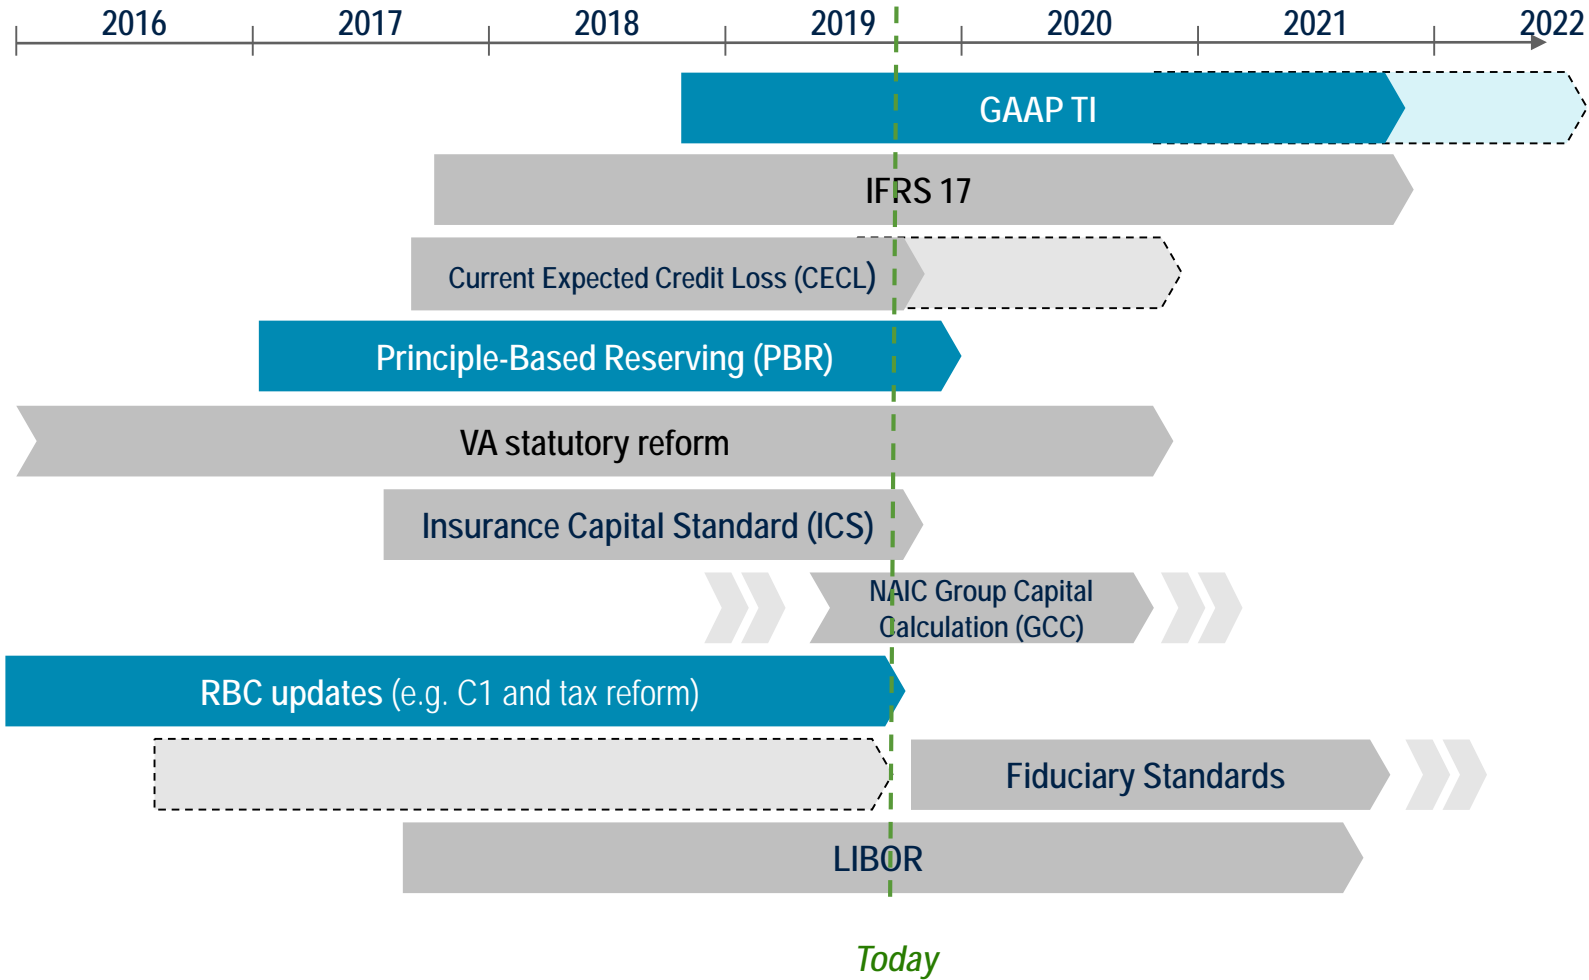 2016 2017 2018 2019 2020 2021 2022
GAAP TI
IFRS 17
Current Expected Credit Loss (CECL)
Principle-Based Reserving (PBR)
VA statutory reform
Insurance Capital Standard (ICS)
NAIC Group Capital
Calculation (GCC)
RBC updates (e.g. C1 and tax reform)
Fiduciary Standards
LIBOR
Today